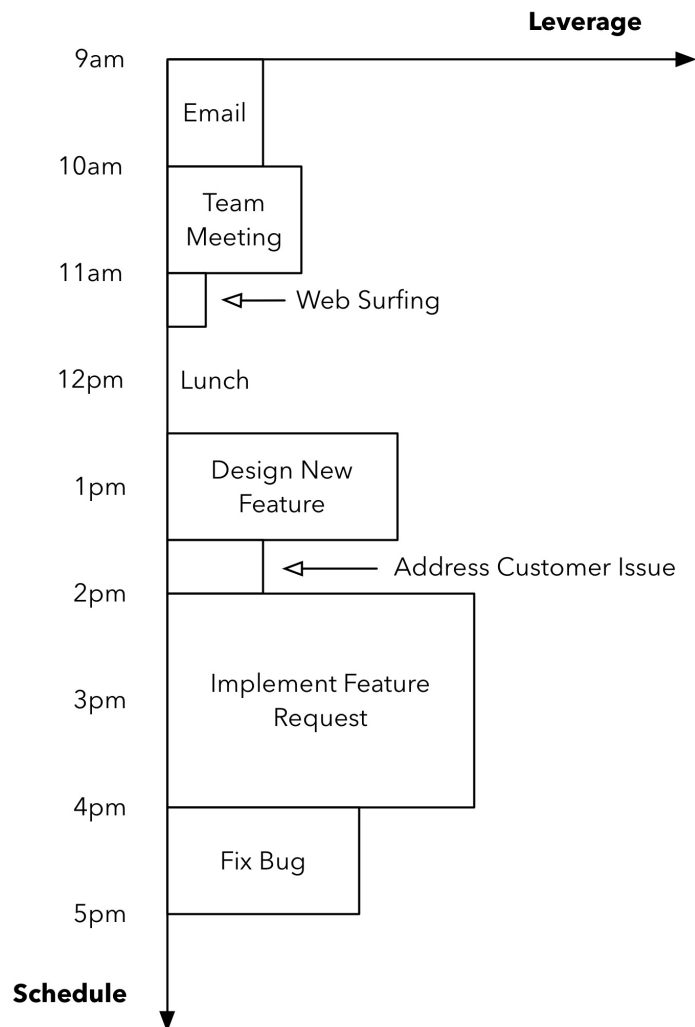 Leverage
9am
Email
10am
Team
Meeting
11am
Web Surfing
12pm
Lunch
Design New
1pm
Feature
Address Customer Issue
2pm
Implement Feature
3pm
Request
4pm
Fix Bug
5pm
Schedule